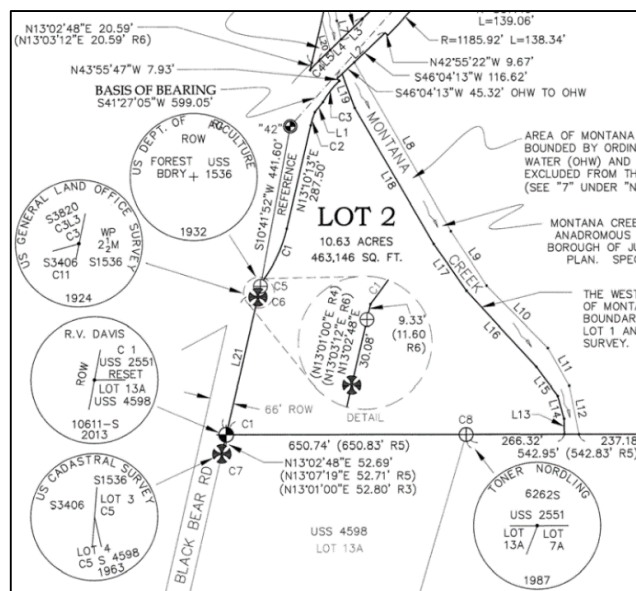 L=139.06'
N13°02'48"E 20.59'
(N13°03'12"E 20.59' R6)
R=1185.92' L=138.34'
N43°55'47"W 7.93'
N42°55'22"W 9.67'
S46°04'13"W 116.62'
S46°04'13"W 45.32' OHW TO OHW
BASIS OF BEARING
S41°27'05"W 599.05'
L20
L3
L4
L5
C4
L2
L19
C3
L1
C2
"42"
MONTANA
CREEK
L8
AREA OF MONTANA
BOUNDED BY ORDIN
WATER (OHW) AND
EXCLUDED FROM TH
(SEE "7" UNDER "N
US DEPT. OF AGRICULTURE
ROW
FOREST USS
BDRY + 1536
1932
S10°41'52"W 441.60'
REFERENCE
N13°10'13"E
287.50'
C1
LOT 2
10.63 ACRES
463,146 SQ. FT.
L18
L9
MONTANA CREE
ANADROMOUS
BOROUGH OF JU
PLAN. SPEC
US GENERAL LAND OFFICE SURVEY
S3820
C3L3
C3
WP
2½M
S3406
S1536
C11
1924
C5
C6
L17
L10
L16
THE WEST
OF MONTA
BOUNDAR
LOT 1 AN
SURVEY.
(N13°01'00"E R4)
(N13°03'12"E R6)
N13°02'48"E
30.08'
C1
9.33'
(11.60
R6)
DETAIL
R.V. DAVIS
C 1
USS 2551
RESET
ROW
LOT 13A
USS 4598
10611-S
2013
L21
66' ROW
L11
L15
L14
L13
L12
C1
C8
650.74' (650.83' R5)
266.32'
237.18
542.95' (542.83' R5)
C7
N13°02'48"E 52.69'
(N13°07'19"E 52.71' R5)
(N13°01'00"E 52.80' R3)
US CADASTRAL SURVEY
S1536
S3406
LOT 3
C5
LOT 4
C5 S 4598
1963
BLACK BEAR RD
USS 4598
LOT 13A
TONER NORDLING
6262S
USS 2551
LOT LOT
13A 7A
1987